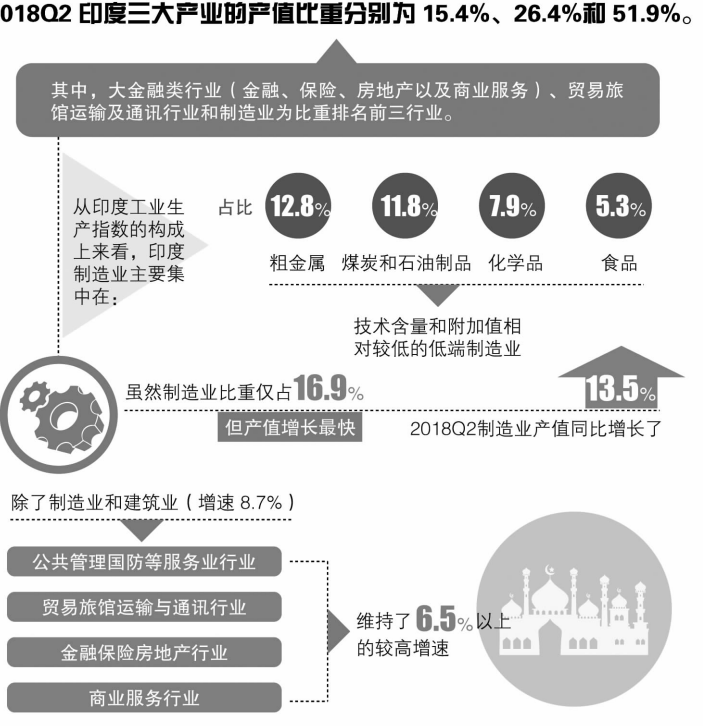 018Q2 印度三大产业的产值比重分别为 15.4%、26.4%和 51.9%。
其中，大金融类行业（金融、保险、房地产以及商业服务）、贸易旅
馆运输及通讯行业和制造业为比重排名前三行业。
从印度工业生
产指数的构成
上来看，印度
制造业主要集
中在：
占比
12.8%
11.8%
7.9%
5.3%
粗金属
煤炭和石油制品
化学品
食品
技术含量和附加值相
对较低的低端制造业
虽然制造业比重仅占16.9%
但产值增长最快
13.5%
2018Q2制造业产值同比增长了
除了制造业和建筑业（增速 8.7%）
公共管理国防等服务业行业
贸易旅馆运输与通讯行业
金融保险房地产行业
商业服务行业
维持了6.5%以上
的较高增速